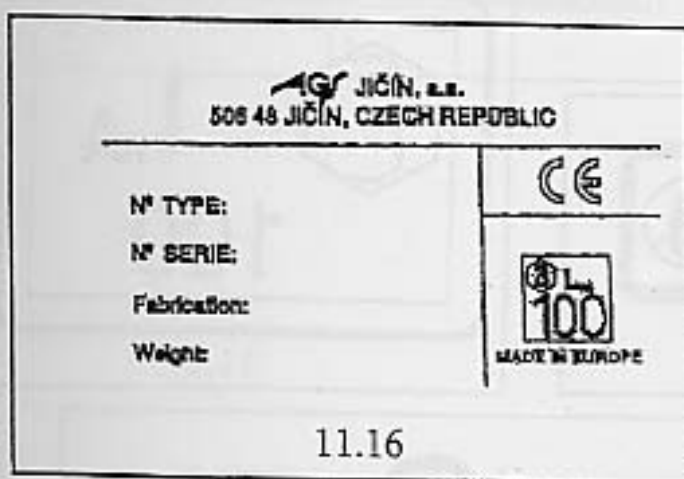 AGS JIČÍN, a.s.
506 48 JIČÍN, CZECH REPUBLIC
CE
N° TYPE:
N° SERIE:
Fabrication:
Weight:
100
MADE IN EUROPE
11.16